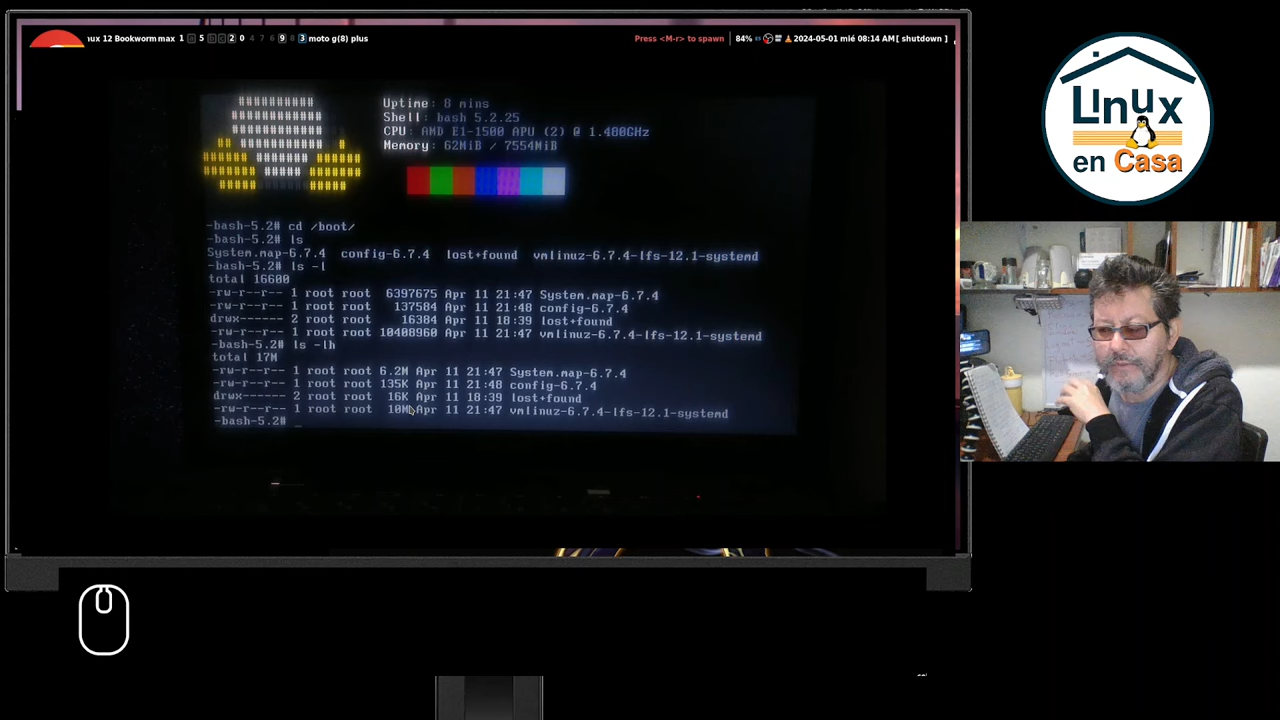 nux 12 Bookworm max 1 a 5 b c 2 0 4 7 6 9 8 3 moto g(8) plus
Press <M-r> to spawn 84% 2024-05-01 mié 08:14 AM [ shutdown ]
Linux
en Casa
Uptime: 8 mins
Shell: bash 5.2.25
CPU: AMD E1-1500 APU (2) @ 1.480GHz
Memory: 62MiB / 7554MiB
-bash-5.2# cd /boot/
-bash-5.2# ls
System.map-6.7.4 config-6.7.4 lost+found vmlinuz-6.7.4-lfs-12.1-systemd
-bash-5.2# ls -l
total 16600
-rw-r--r-- 1 root root 6397675 Apr 11 21:47 System.map-6.7.4
-rw-r--r-- 1 root root 137584 Apr 11 21:48 config-6.7.4
drwx------ 2 root root 16384 Apr 11 18:39 lost+found
-rw-r--r-- 1 root root 10408960 Apr 11 21:47 vmlinuz-6.7.4-lfs-12.1-systemd
-bash-5.2# ls -lh
total 17M
-rw-r--r-- 1 root root 6.2M Apr 11 21:47 System.map-6.7.4
-rw-r--r-- 1 root root 135K Apr 11 21:48 config-6.7.4
drwx------ 2 root root 16K Apr 11 18:39 lost+found
-rw-r--r-- 1 root root 10M Apr 11 21:47 vmlinuz-6.7.4-lfs-12.1-systemd
-bash-5.2#